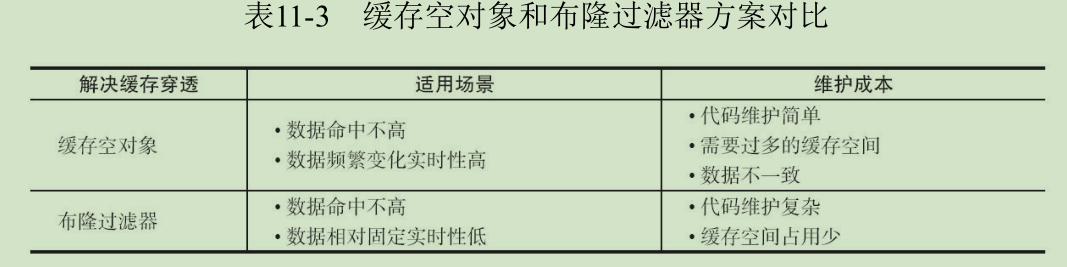 表11-3 缓存空对象和布隆过滤器方案对比
解决缓存穿透 适用场景 维护成本
缓存空对象
• 数据命中不高
• 数据频繁变化实时性高
• 代码维护简单
• 需要过多的缓存空间
• 数据不一致
布隆过滤器
• 数据命中不高
• 数据相对固定实时性低
• 代码维护复杂
• 缓存空间占用少